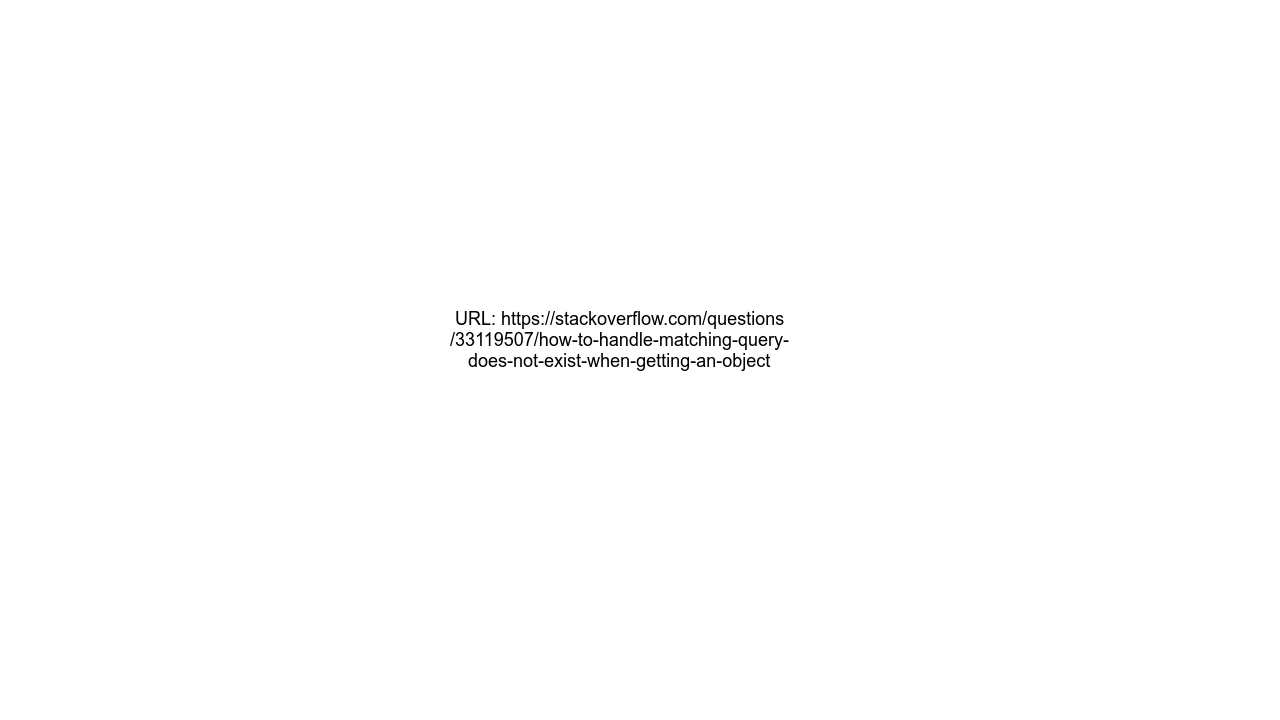 URL: https://stackoverflow.com/questions
/33119507/how-to-handle-matching-query-
does-not-exist-when-getting-an-object